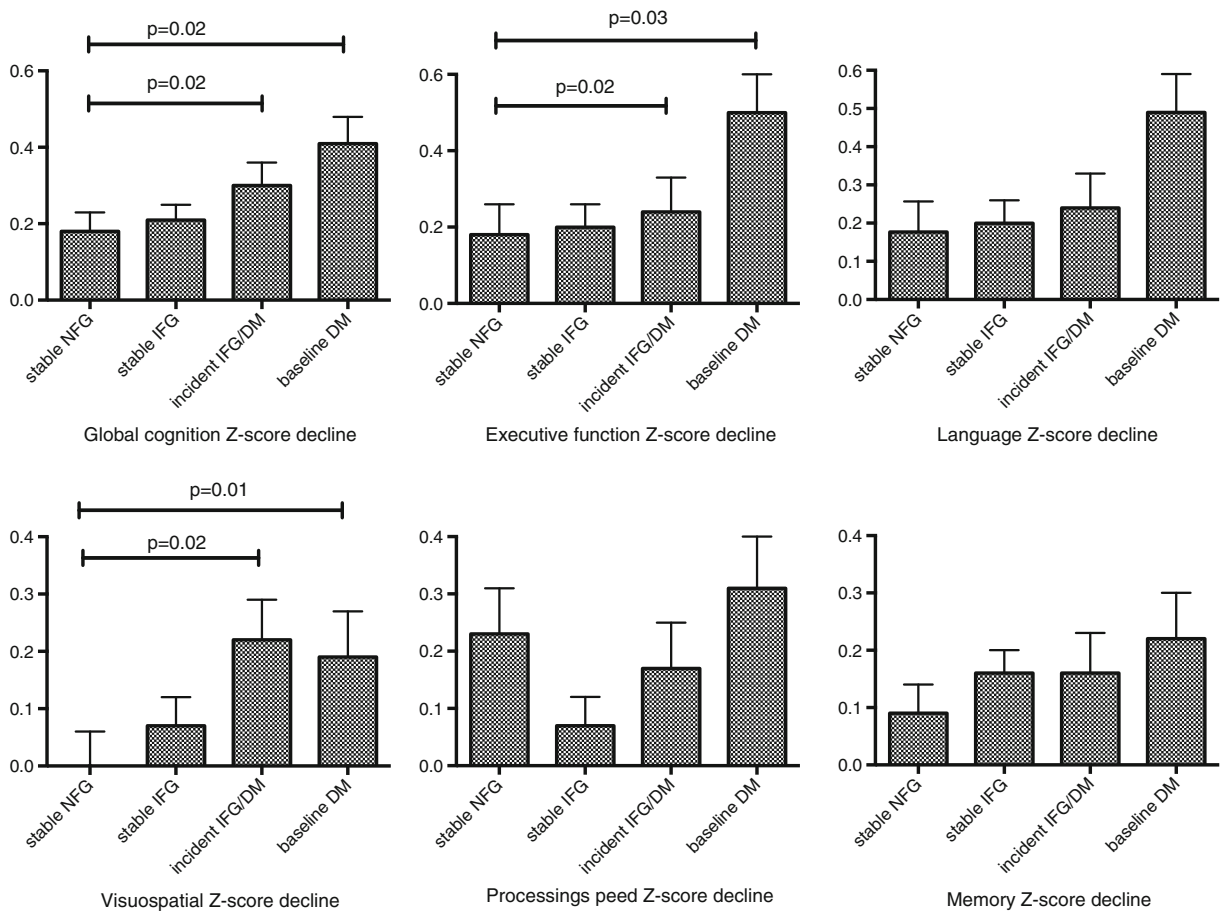 p=0.02
p=0.02
0.6
0.4
0.2
0.0
stable NFG
stable IFG
incident IFG/DM
baseline DM
Global cognition Z-score decline
p=0.03
p=0.02
0.6
0.4
0.2
0.0
stable NFG
stable IFG
incident IFG/DM
baseline DM
Executive function Z-score decline
0.6
0.5
0.3
0.2
0.1
0.0
stable NFG
stable IFG
incident IFG/DM
baseline DM
Language Z-score decline
p=0.01
p=0.02
0.4
0.3
0.2
0.1
0.0
stable NFG
stable IFG
incident IFG/DM
baseline DM
Visuospatial Z-score decline
0.4
0.3
0.2
0.1
0.0
stable NFG
stable IFG
incident IFG/DM
baseline DM
Processings peed Z-score decline
0.4
0.3
0.2
0.1
0.0
stable NFG
stable IFG
incident IFG/DM
baseline DM
Memory Z-score decline